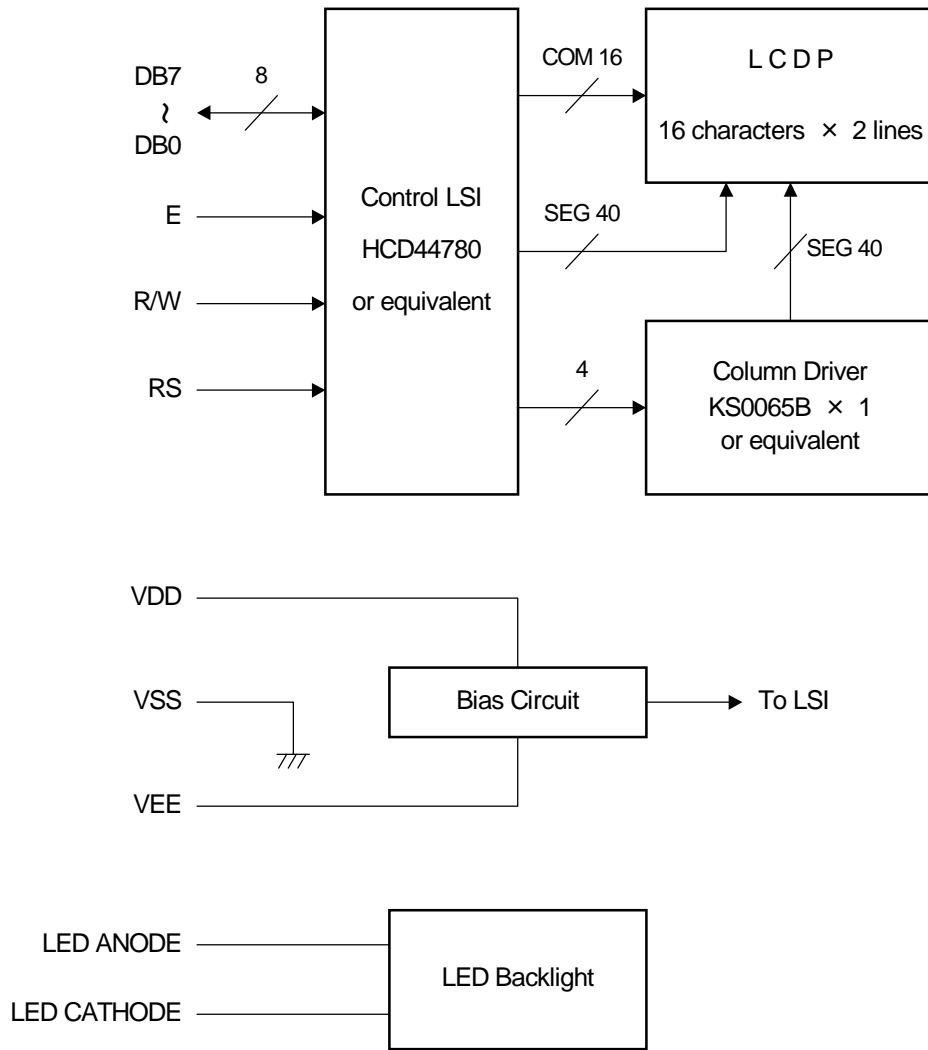 DB7
~
DB0
8
E
R/W
RS
Control LSI
HCD44780
or equivalent
COM 16
SEG 40
4
L C D P
16 characters × 2 lines
SEG 40
Column Driver
KS0065B × 1
or equivalent
VDD
VSS
VEE
Bias Circuit
To LSI
LED ANODE
LED CATHODE
LED Backlight